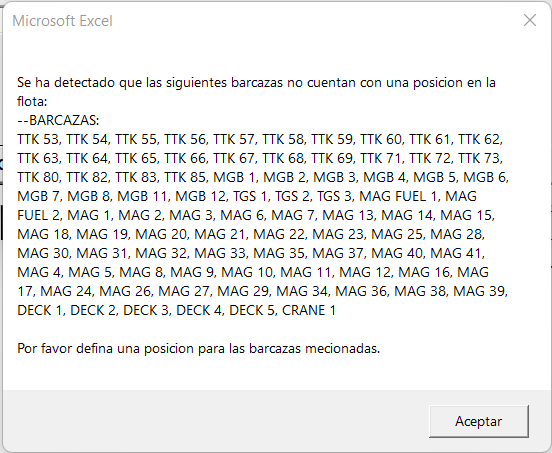 Microsoft Excel
Se ha detectado que las siguientes barcazas no cuentan con una posicion en la
flota:
--BARCAZAS:
TTK 53, TTK 54, TTK 55, TTK 56, TTK 57, TTK 58, TTK 59, TTK 60, TTK 61, TTK 62,
TTK 63, TTK 64, TTK 65, TTK 66, TTK 67, TTK 68, TTK 69, TTK 71, TTK 72, TTK 73,
TTK 80, TTK 82, TTK 83, TTK 85, MGB 1, MGB 2, MGB 3, MGB 4, MGB 5, MGB 6,
MGB 7, MGB 8, MGB 11, MGB 12, TGS 1, TGS 2, TGS 3, MAG FUEL 1, MAG
FUEL 2, MAG 1, MAG 2, MAG 3, MAG 6, MAG 7, MAG 13, MAG 14, MAG 15,
MAG 18, MAG 19, MAG 20, MAG 21, MAG 22, MAG 23, MAG 25, MAG 28,
MAG 30, MAG 31, MAG 32, MAG 33, MAG 35, MAG 37, MAG 40, MAG 41,
MAG 4, MAG 5, MAG 8, MAG 9, MAG 10, MAG 11, MAG 12, MAG 16, MAG
17, MAG 24, MAG 26, MAG 27, MAG 29, MAG 34, MAG 36, MAG 38, MAG 39,
DECK 1, DECK 2, DECK 3, DECK 4, DECK 5, CRANE 1
Por favor defina una posicion para las barcazas mecionadas.
Aceptar